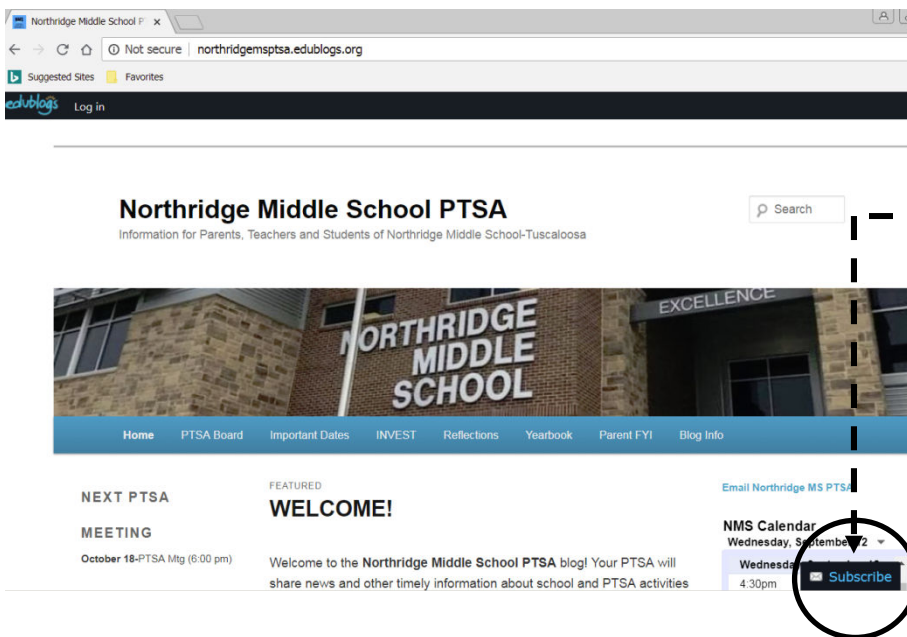 Northridge Middle School P
Not secure | northridgemsptsa.edublogs.org
Suggested Sites Favorites
edublogs Log in
Northridge Middle School PTSA
Search
Information for Parents, Teachers and Students of Northridge Middle School-Tuscaloosa
EXCELLENCE
NORTHRIDGE
MIDDLE
SCHOOL
Home PTSA Board Important Dates INVEST Reflections Yearbook Parent FYI Blog Info
NEXT PTSA
MEETING
October 18-PTSA Mtg (6:00 pm)
FEATURED
WELCOME!
Welcome to the Northridge Middle School PTSA blog! Your PTSA will
share news and other timely information about school and PTSA activities
Email Northridge MS PTSA
NMS Calendar
Wednesday, September 12
Wednesday,
4:30pm
Subscribe